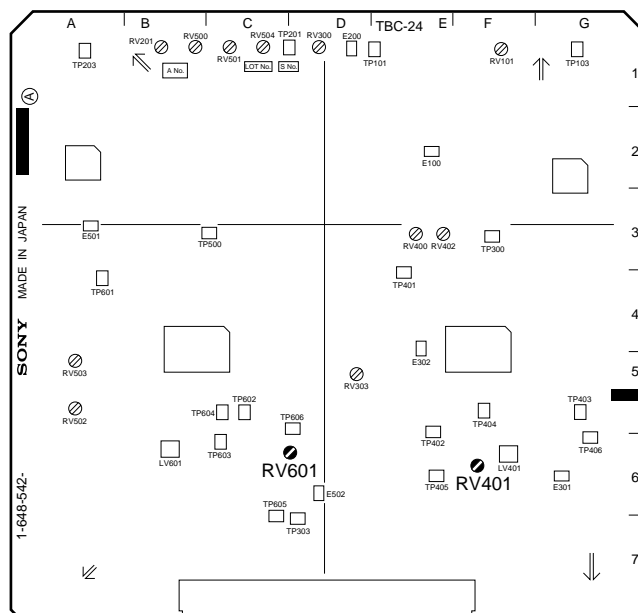 A B C D E F G
TBC-24
RV201
RV500
RV501
RV504
TP201
RV300
E200
TP101
RV101
TP103
TP203
A No.
LOT No.
S No.
1
A
2
E100
3
E501
TP500
RV400
RV402
TP300
TP601
TP401
MADE IN JAPAN
4
SONY
E302
5
RV503
RV303
RV502
TP604
TP602
TP606
TP404
TP403
TP402
TP406
LV601
TP603
RV601
RV401
LV401
TP405
E301
6
E502
TP605
TP303
1-648-542-
7